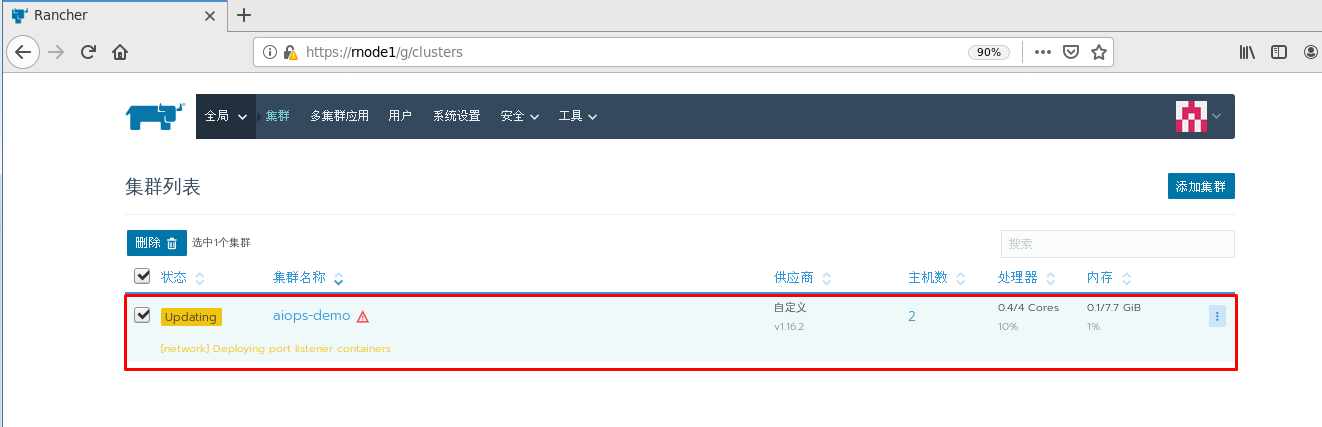 Rancher
https://rnode1/g/clusters
90%
全局 集群 多集群应用 用户 系统设置 安全 工具
集群列表
添加集群
删除 选中1个集群
搜索
状态 集群名称 供应商 主机数 处理器 内存
Updating aiops-demo 自定义 2 0.4/4 Cores 0.1/7.7 GiB
v1.16.2 10% 1%
[network] Deploying port listener containers